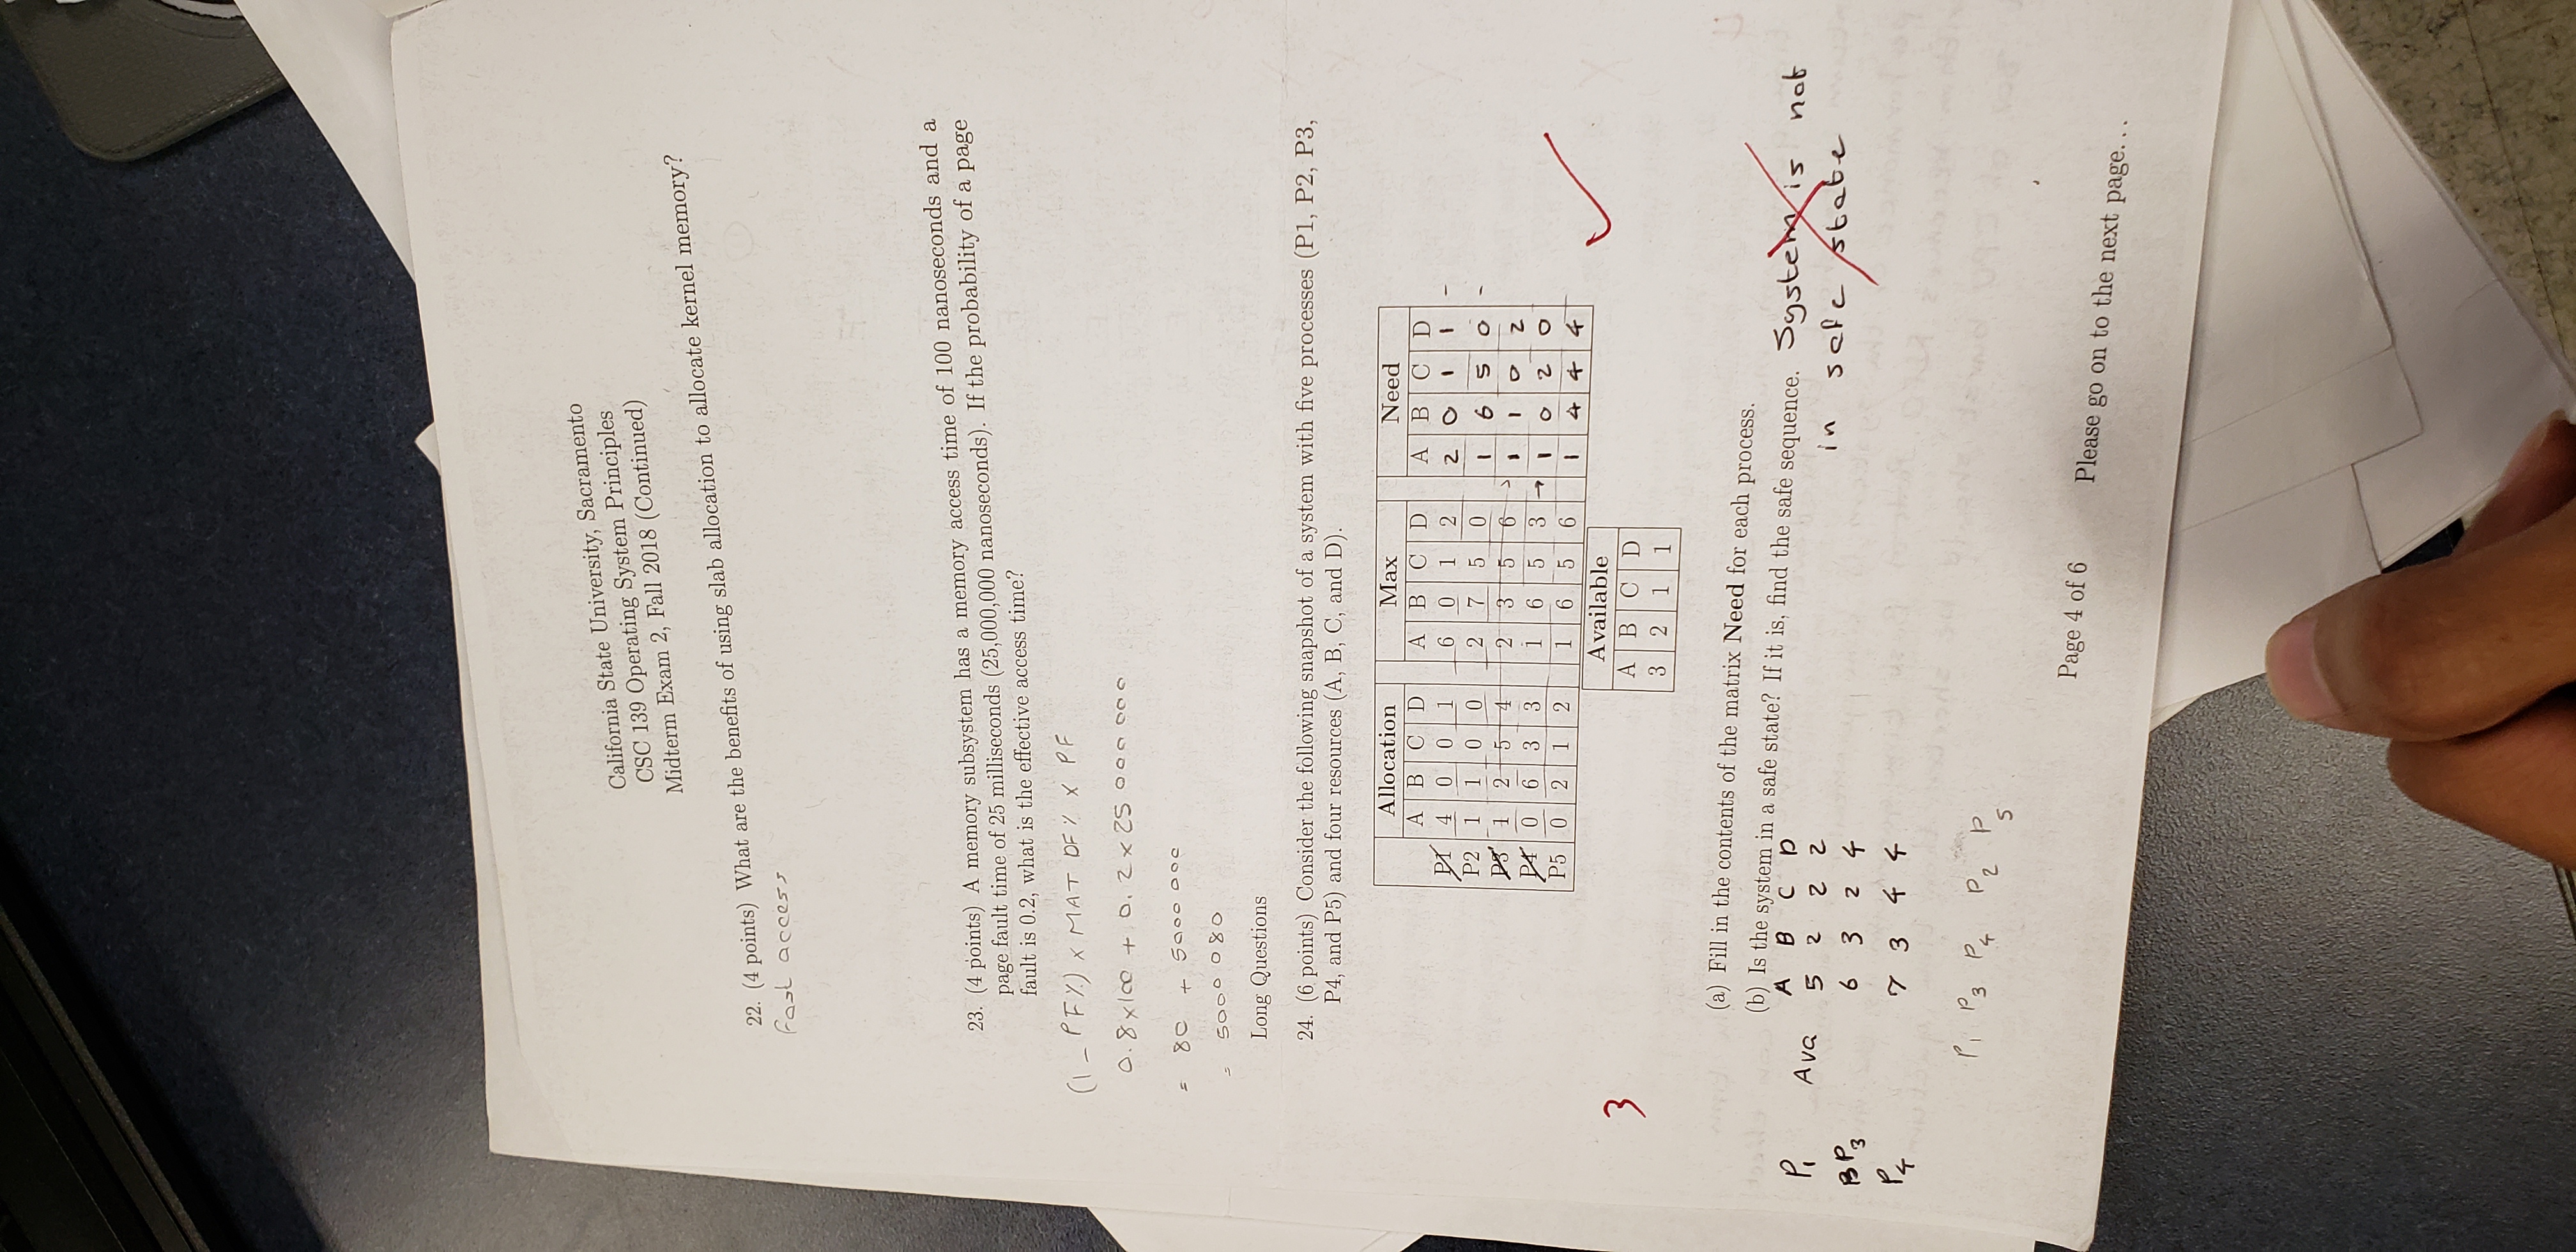 California State University, Sacramento
CSC 139 Operating System Principles
Midterm Exam 2, Fall 2018 (Continued)
22. (4 points) What are the benefits of using slab allocation to allocate kernel memory?
Fast access
23. (4 points) A memory subsystem has a memory access time of 100 nanoseconds and a
page fault time of 25 milliseconds (25,000,000 nanoseconds). If the probability of a page
fault is 0.2, what is the effective access time?
(1 - PF%) x MAT DF% x PF
0.8x100 + 0.2 x 25 000 000
= 80 + 5000 000
= 5000 080
Long Questions
24. (6 points) Consider the following snapshot of a system with five processes (P1, P2, P3,
P4, and P5) and four resources (A, B, C, and D).
Allocation Max Need
A B C D A B C D A B C D
P1 4 0 0 1 6 0 1 2 2 0 1 1 -
P2 1 1 0 0 2 7 5 0 1 6 5 0 -
P3 1 2 5 4 2 3 5 6 > 1 1 0 2
P4 0 6 3 3 1 6 5 3 → 1 0 2 0
P5 0 2 1 2 1 6 5 6 1 4 4 4
3
Available
A B C D
3 2 1 1
(a) Fill in the contents of the matrix Need for each process.
(b) Is the system in a safe state? If it is, find the safe sequence. System is not
in safe state
A B C D
P1 Ava 5 2 2 2
BP3 6 3 2 4
P4 7 3 4 4
P1 P3 P4 P2 P5
Page 4 of 6 Please go on to the next page...